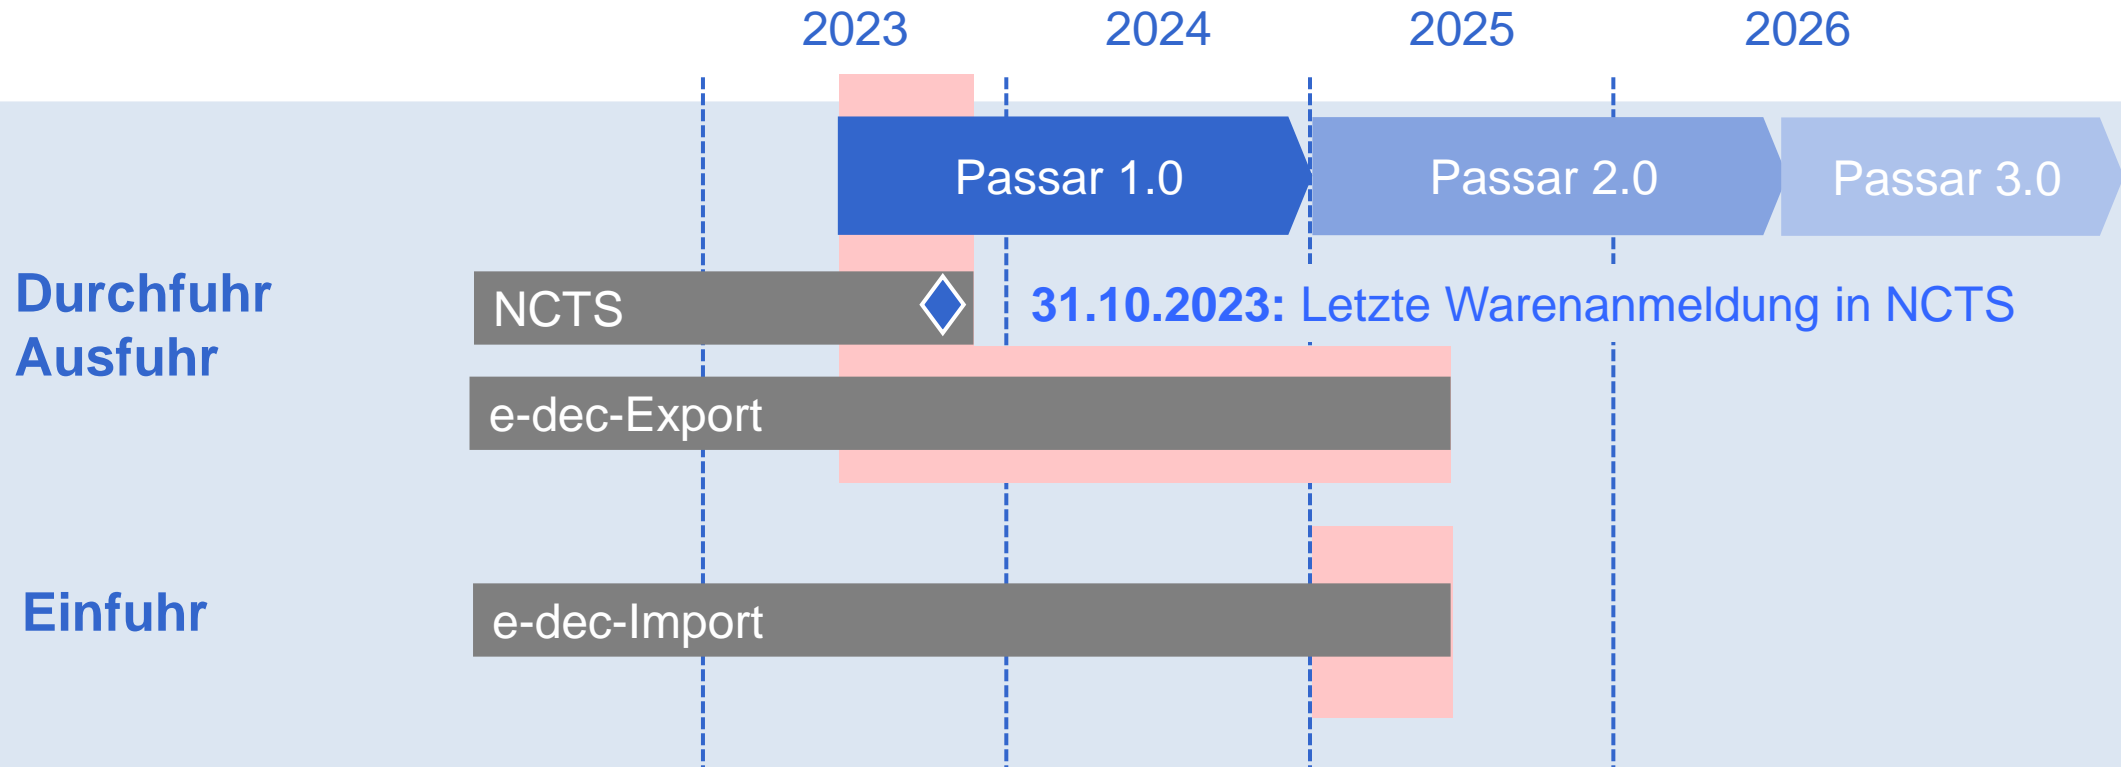 2023 2024 2025 2026
Passar 1.0 Passar 2.0 Passar 3.0
Durchfuhr
Ausfuhr
NCTS
31.10.2023: Letzte Warenanmeldung in NCTS
e-dec-Export
Einfuhr
e-dec-Import